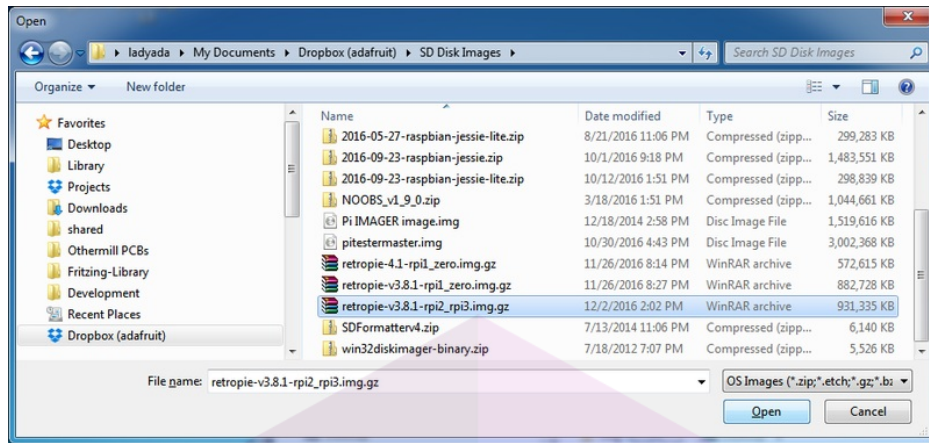 Open
ladyada ▸ My Documents ▸ Dropbox (adafruit) ▸ SD Disk Images ▸
Search SD Disk Images
Organize ▾ New folder
Name Date modified Type Size
Favorites
Desktop
Library
Projects
Downloads
shared
Othermill PCBs
Fritzing-Library
Development
Recent Places
Dropbox (adafruit)
2016-05-27-raspbian-jessie-lite.zip 8/21/2016 11:06 PM Compressed (zipp... 299,283 KB
2016-09-23-raspbian-jessie.zip 10/1/2016 9:18 PM Compressed (zipp... 1,483,551 KB
2016-09-23-raspbian-jessie-lite.zip 10/12/2016 1:51 PM Compressed (zipp... 298,839 KB
NOOBS_v1_9_0.zip 3/18/2016 1:51 PM Compressed (zipp... 1,044,661 KB
Pi IMAGER image.img 12/18/2014 2:58 PM Disc Image File 1,519,616 KB
pitestermaster.img 10/30/2016 4:43 PM Disc Image File 3,002,368 KB
retropie-4.1-rpi1_zero.img.gz 11/26/2016 8:14 PM WinRAR archive 572,615 KB
retropie-v3.8.1-rpi1_zero.img.gz 11/26/2016 8:27 PM WinRAR archive 882,728 KB
retropie-v3.8.1-rpi2_rpi3.img.gz 12/2/2016 2:02 PM WinRAR archive 931,335 KB
SDFormatterv4.zip 7/13/2014 11:06 PM Compressed (zipp... 6,140 KB
win32diskimager-binary.zip 7/18/2012 7:07 PM Compressed (zipp... 5,526 KB
File name: retropie-v3.8.1-rpi2_rpi3.img.gz
OS Images (*.zip;*.etch;*.gz;*.bz
Open Cancel